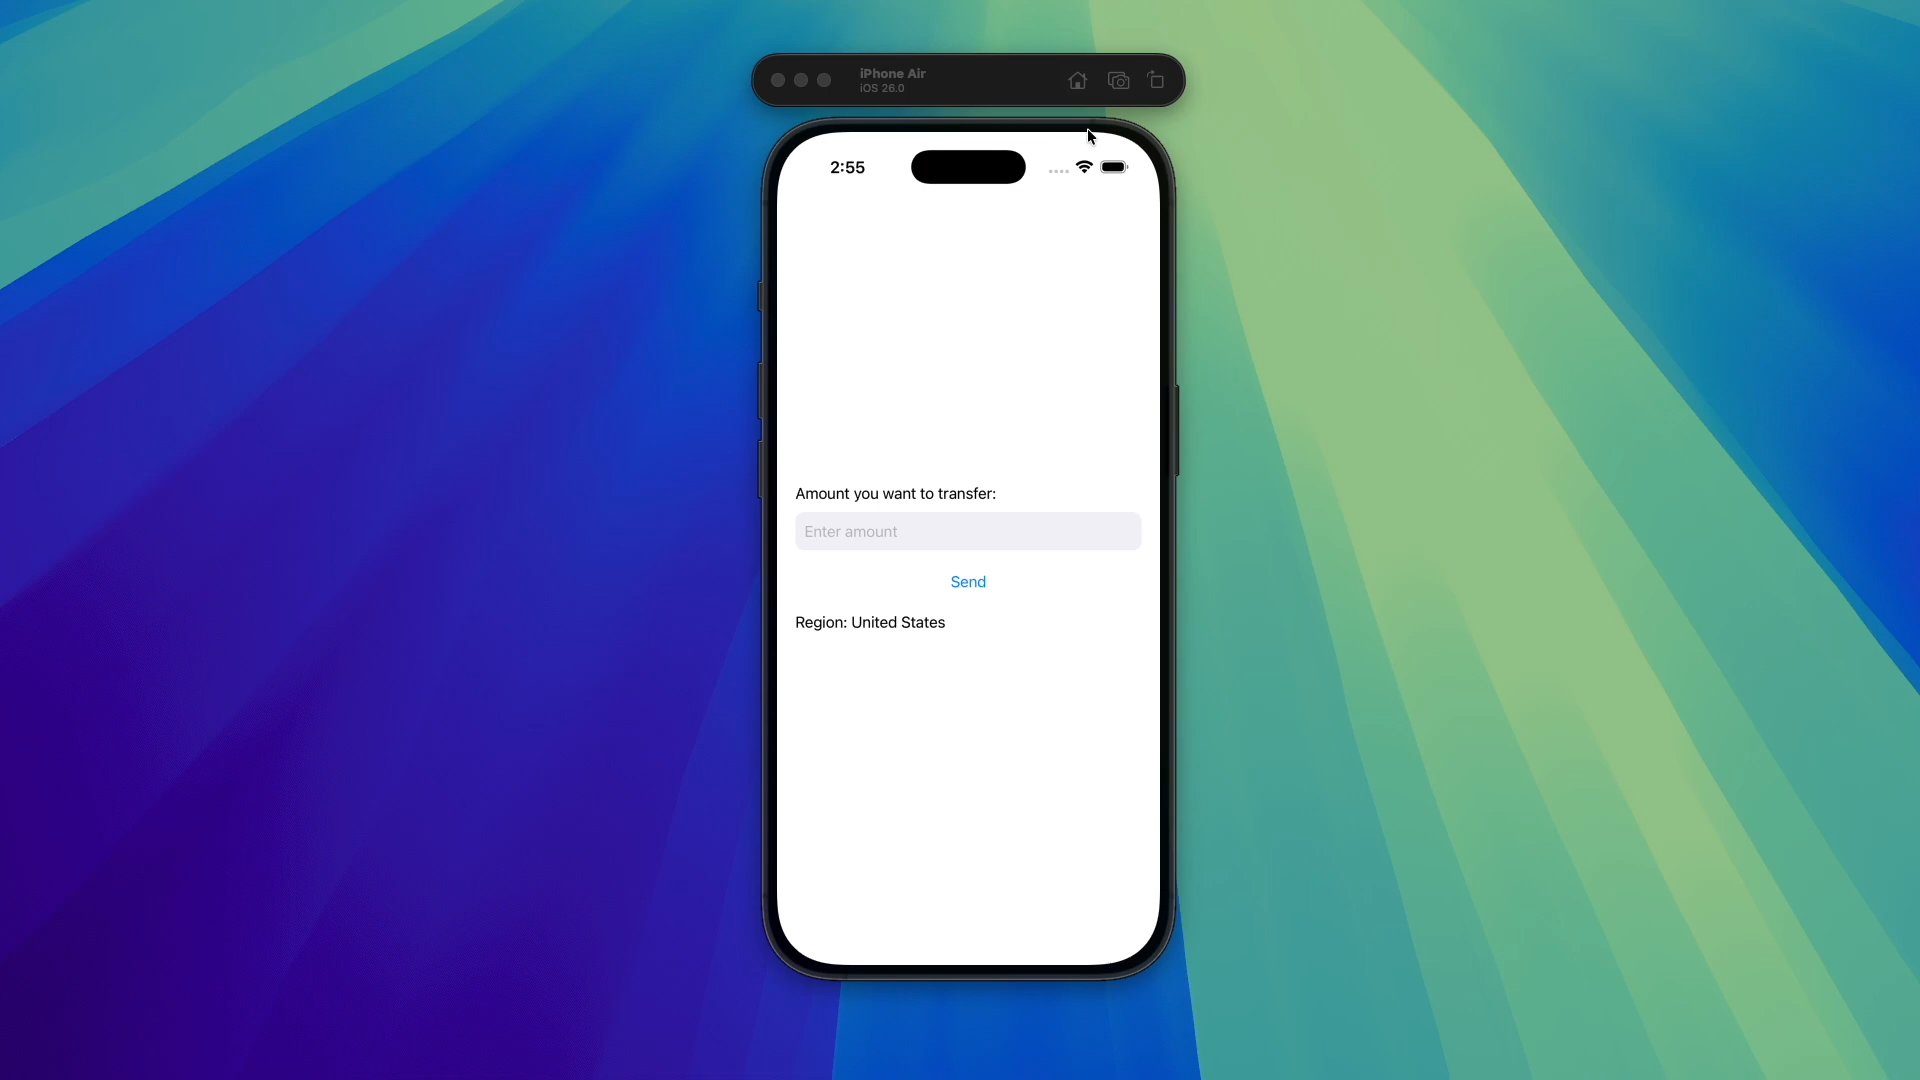 iPhone Air
iOS 26.0
2:55
Amount you want to transfer:
Enter amount
Send
Region: United States